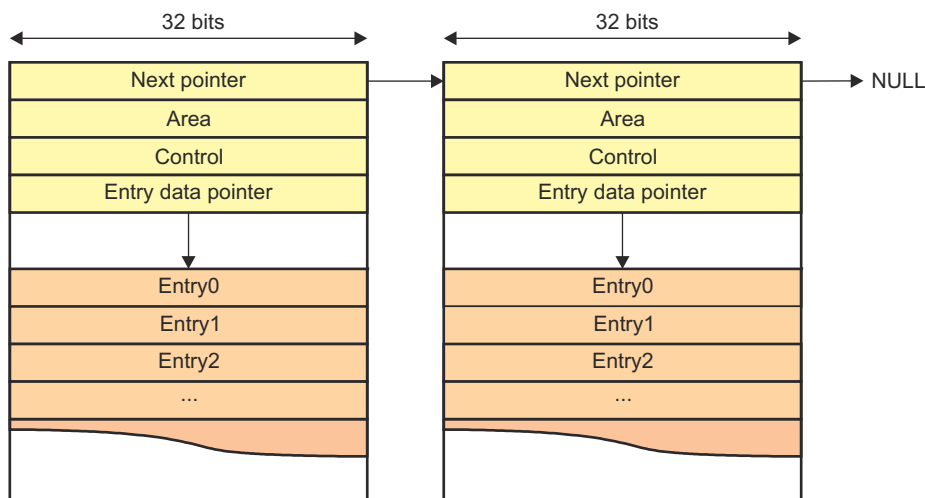 32 bits
32 bits
Next pointer
Next pointer
NULL
Area
Area
Control
Control
Entry data pointer
Entry data pointer
Entry0
Entry0
Entry1
Entry1
Entry2
Entry2
...
...